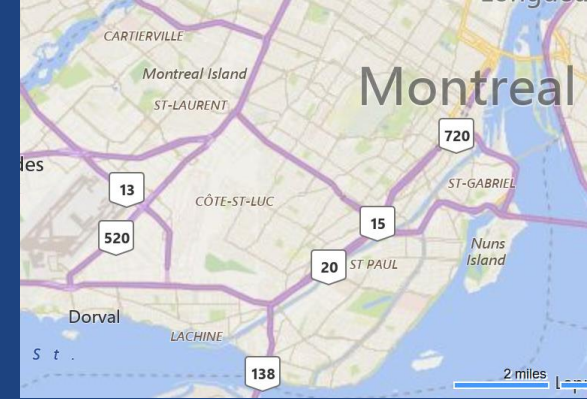 CARTIERVILLE
Montreal Island
Montreal
ST-LAURENT
720
des
13
ST-GABRIEL
CÔTE-ST-LUC
15
520
Nuns
Island
20
ST PAUL
Dorval
LACHINE
St.
138
2 miles